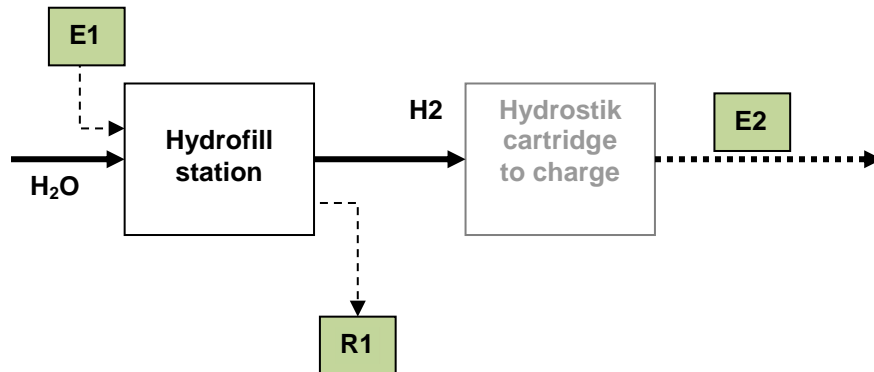 E1
H2
Hydrofill
station
Hydrostik
cartridge
to charge
E2
H₂O
R1